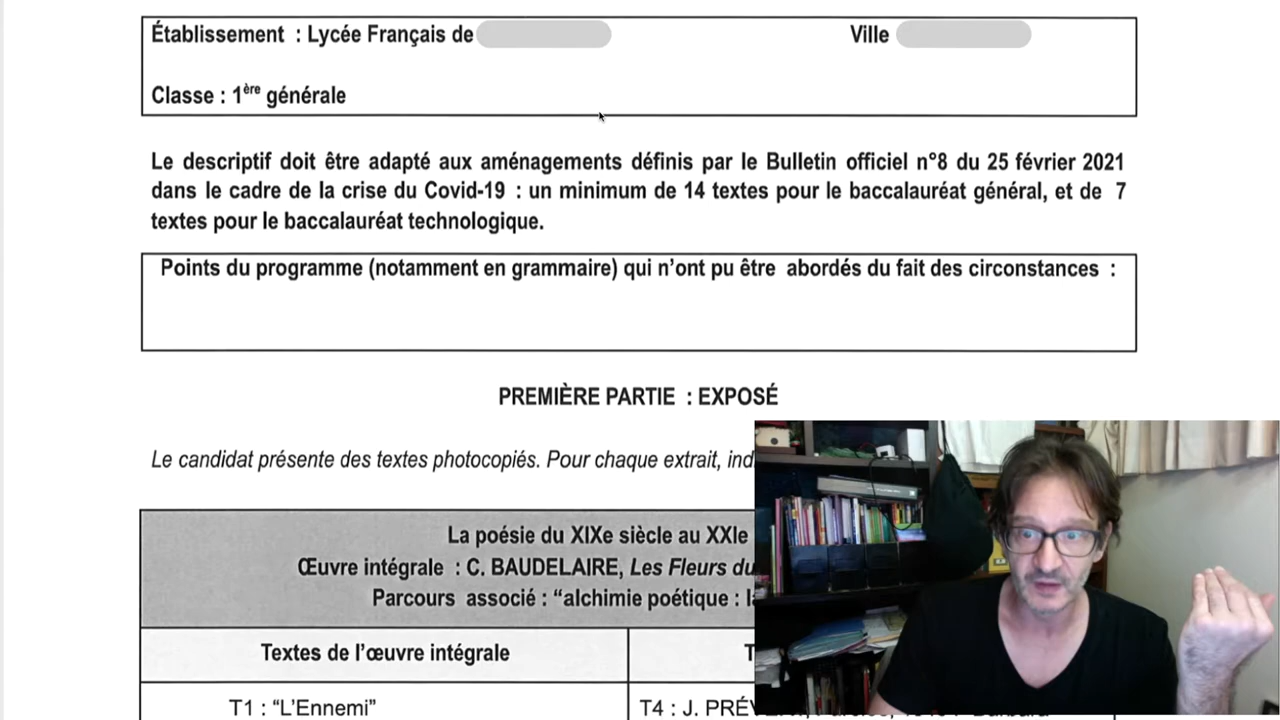 Établissement : Lycée Français de
Ville
Classe : 1ère générale
Le descriptif doit être adapté aux aménagements définis par le Bulletin officiel n°8 du 25 février 2021
dans le cadre de la crise du Covid-19 : un minimum de 14 textes pour le baccalauréat général, et de 7
textes pour le baccalauréat technologique.
Points du programme (notamment en grammaire) qui n'ont pu être abordés du fait des circonstances :
PREMIÈRE PARTIE : EXPOSÉ
Le candidat présente des textes photocopiés. Pour chaque extrait,
La poésie du XIXe siècle au XXIe
Œuvre intégrale : C. BAUDELAIRE, Les Fleurs du
Parcours associé : “alchimie poétique :
Textes de l'œuvre intégrale
T1 : “L'Ennemi”
T4 : J.